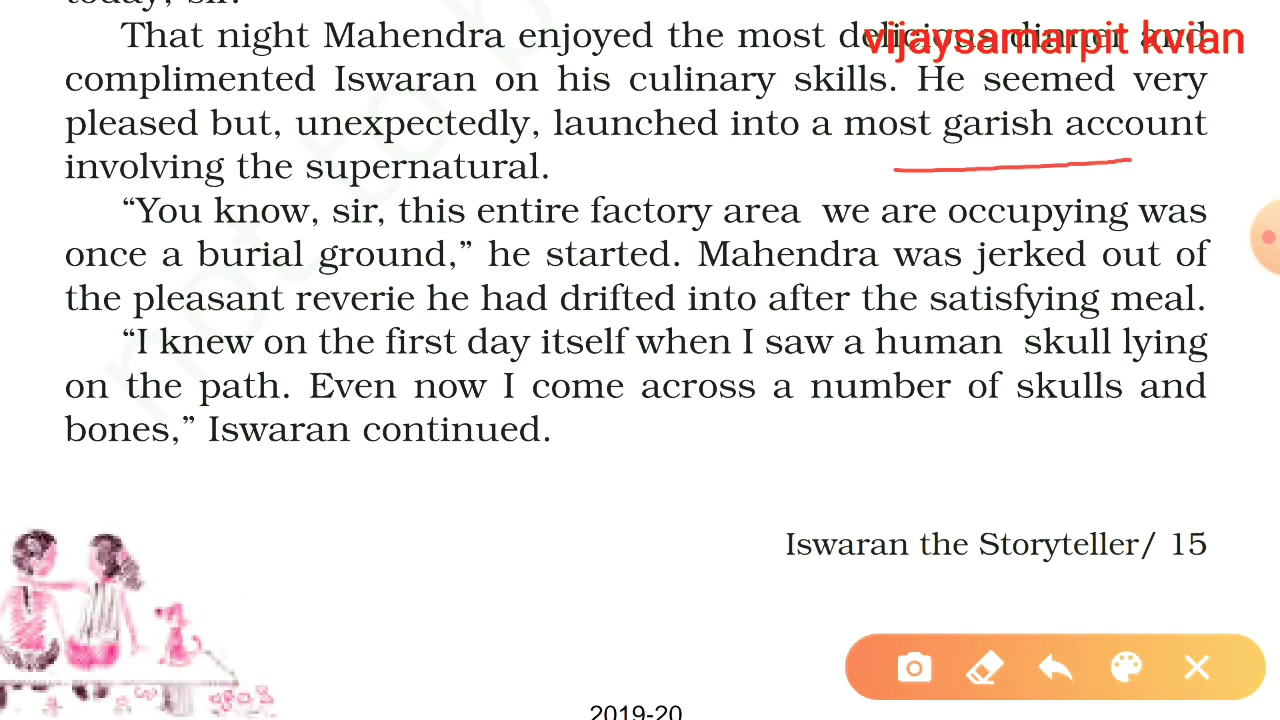 today, sir.
That night Mahendra enjoyed the most delicious dinner and
vijaysamarpit kvian
complimented Iswaran on his culinary skills. He seemed very
pleased but, unexpectedly, launched into a most garish account
involving the supernatural.
“You know, sir, this entire factory area we are occupying was
once a burial ground,” he started. Mahendra was jerked out of
the pleasant reverie he had drifted into after the satisfying meal.
“I knew on the first day itself when I saw a human skull lying
on the path. Even now I come across a number of skulls and
bones,” Iswaran continued.
Iswaran the Storyteller/ 15
2019-20